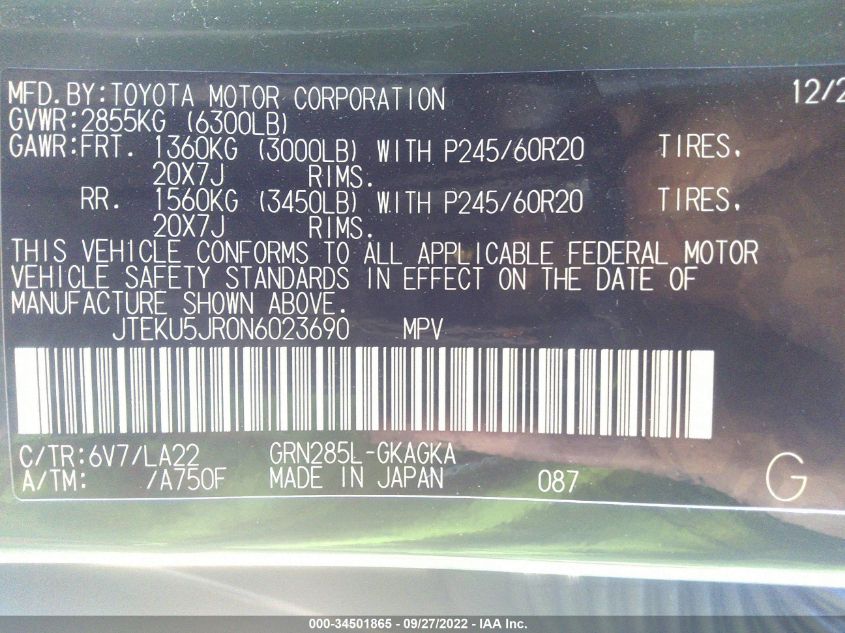 MFD.BY:TOYOTA MOTOR CORPORATION 12/2
GVWR:2855KG (6300LB)
GAWR:FRT. 1360KG (3000LB) WITH P245/60R20 TIRES,
20X7J RIMS.
RR. 1560KG (3450LB) WITH P245/60R20 TIRES,
20X7J RIMS.
THIS VEHICLE CONFORMS TO ALL APPLICABLE FEDERAL MOTOR
VEHICLE SAFETY STANDARDS IN EFFECT ON THE DATE OF
MANUFACTURE SHOWN ABOVE.
JTEKU5JR0N6023690 MPV
C/TR:6V7/LA22 GRN285L-GKAGKA
A/TM: /A750F MADE IN JAPAN 087 G
000-34501865 - 09/27/2022 - IAA Inc.